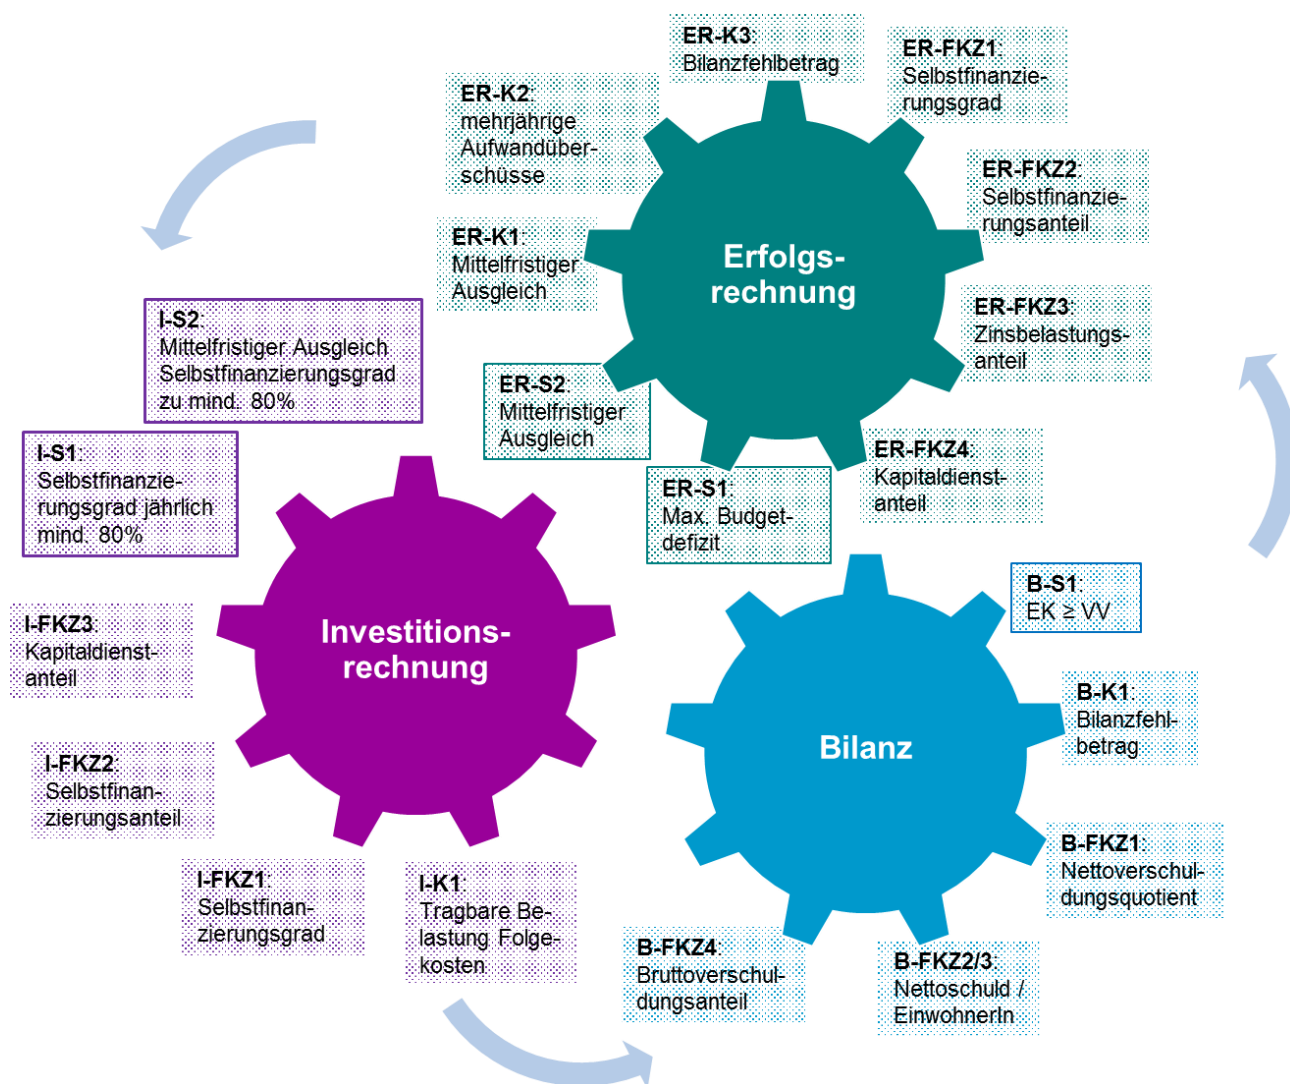 ER-K3:
Bilanzfehlbetrag
ER-FKZ1:
Selbstfinanzie-
rungsgrad
ER-K2:
mehrjährige
Aufwandüber-
schüsse
ER-FKZ2:
Selbstfinanzie-
rungsanteil
ER-K1:
Mittelfristiger
Ausgleich
Erfolgs-
rechnung
ER-FKZ3:
Zinsbelastungs-
anteil
I-S2:
Mittelfristiger Ausgleich
Selbstfinanzierungsgrad
zu mind. 80%
ER-S2:
Mittelfristiger
Ausgleich
I-S1:
Selbstfinanzie-
rungsgrad jährlich
mind. 80%
ER-FKZ4:
Kapitaldienst-
anteil
ER-S1:
Max. Budget-
defizit
B-S1:
EK ≥ VV
I-FKZ3:
Kapitaldienst-
anteil
Investitions-
rechnung
B-K1:
Bilanzfehl-
betrag
Bilanz
I-FKZ2:
Selbstfinan-
zierungsanteil
B-FKZ1:
Nettoverschul-
dungsquotient
I-FKZ1:
Selbstfinan-
zierungsgrad
I-K1:
Tragbare Be-
lastung Folge-
kosten
B-FKZ4:
Bruttoverschul-
dungsanteil
B-FKZ2/3:
Nettoschuld /
EinwohnerIn